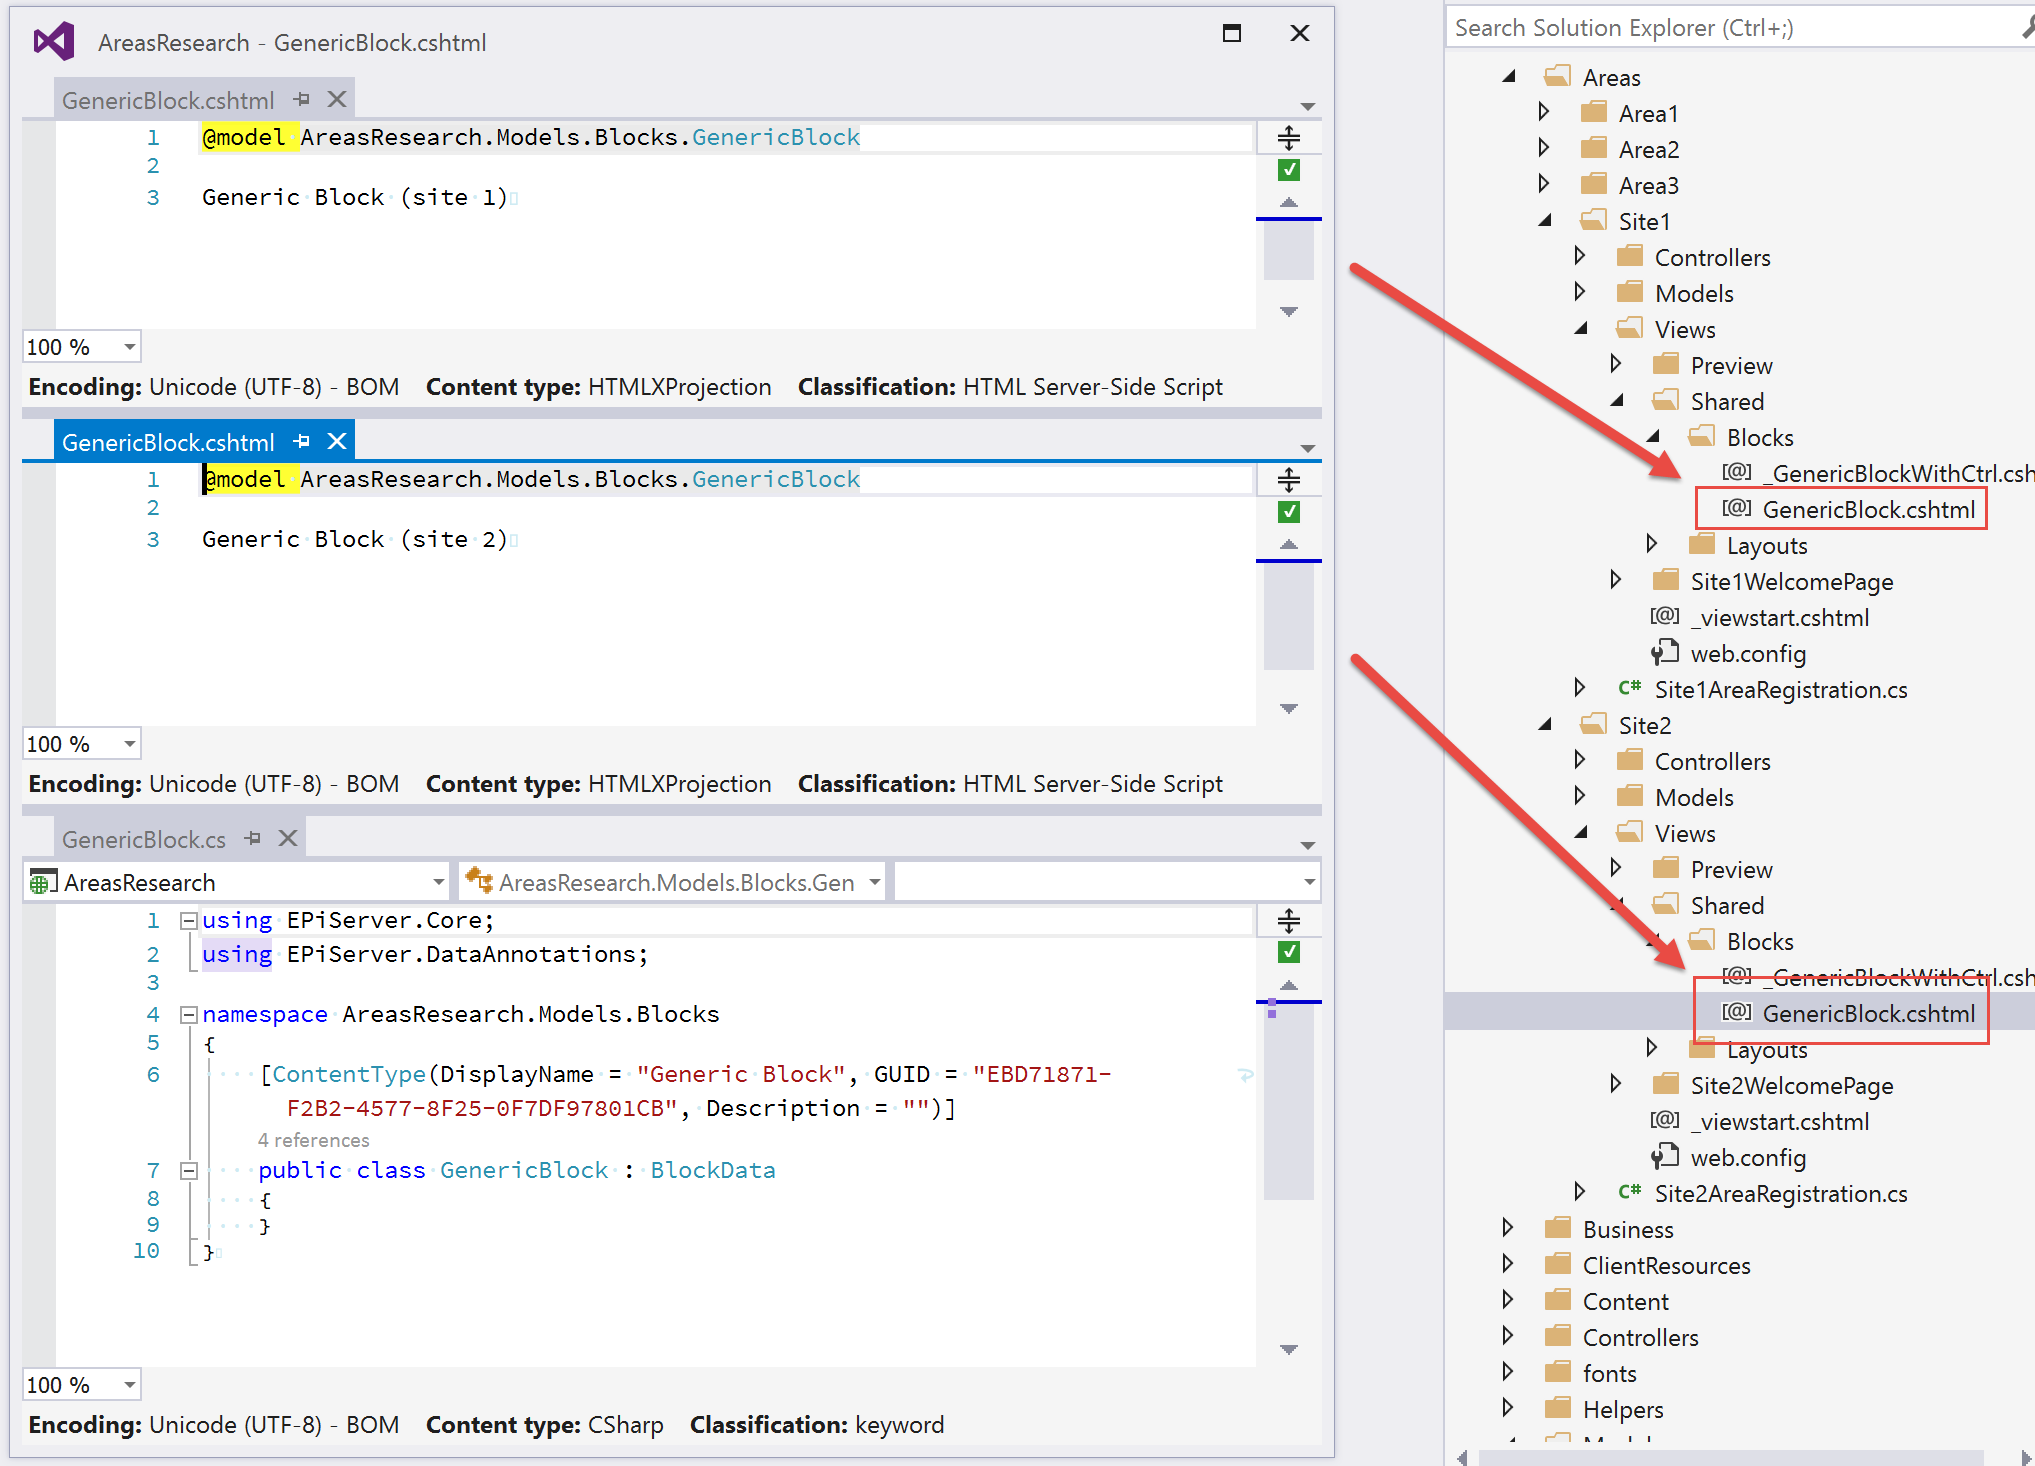 AreasResearch - GenericBlock.cshtml
GenericBlock.cshtml
1 @model AreasResearch.Models.Blocks.GenericBlock
2
3 Generic Block (site 1)
100 %
Encoding: Unicode (UTF-8) - BOM Content type: HTMLXProjection Classification: HTML Server-Side Script
GenericBlock.cshtml
1 @model AreasResearch.Models.Blocks.GenericBlock
2
3 Generic Block (site 2)
100 %
Encoding: Unicode (UTF-8) - BOM Content type: HTMLXProjection Classification: HTML Server-Side Script
GenericBlock.cs
AreasResearch AreasResearch.Models.Blocks.Gen
1 using EPiServer.Core;
2 using EPiServer.DataAnnotations;
3
4 namespace AreasResearch.Models.Blocks
5 {
6 [ContentType(DisplayName = "Generic Block", GUID = "EBD71871-
F2B2-4577-8F25-0F7DF97801CB", Description = "")]
4 references
7 public class GenericBlock : BlockData
8 {
9 }
10 }
100 %
Encoding: Unicode (UTF-8) - BOM Content type: CSharp Classification: keyword
Search Solution Explorer (Ctrl+;)
Areas
Area1
Area2
Area3
Site1
Controllers
Models
Views
Preview
Shared
Blocks
[@] _GenericBlockWithCtrl.csh
[@] GenericBlock.cshtml
Layouts
Site1WelcomePage
[@] _viewstart.cshtml
web.config
C# Site1AreaRegistration.cs
Site2
Controllers
Models
Views
Preview
Shared
Blocks
[@] _GenericBlockWithCtrl.csh
[@] GenericBlock.cshtml
Layouts
Site2WelcomePage
[@] _viewstart.cshtml
web.config
C# Site2AreaRegistration.cs
Business
ClientResources
Content
Controllers
fonts
Helpers